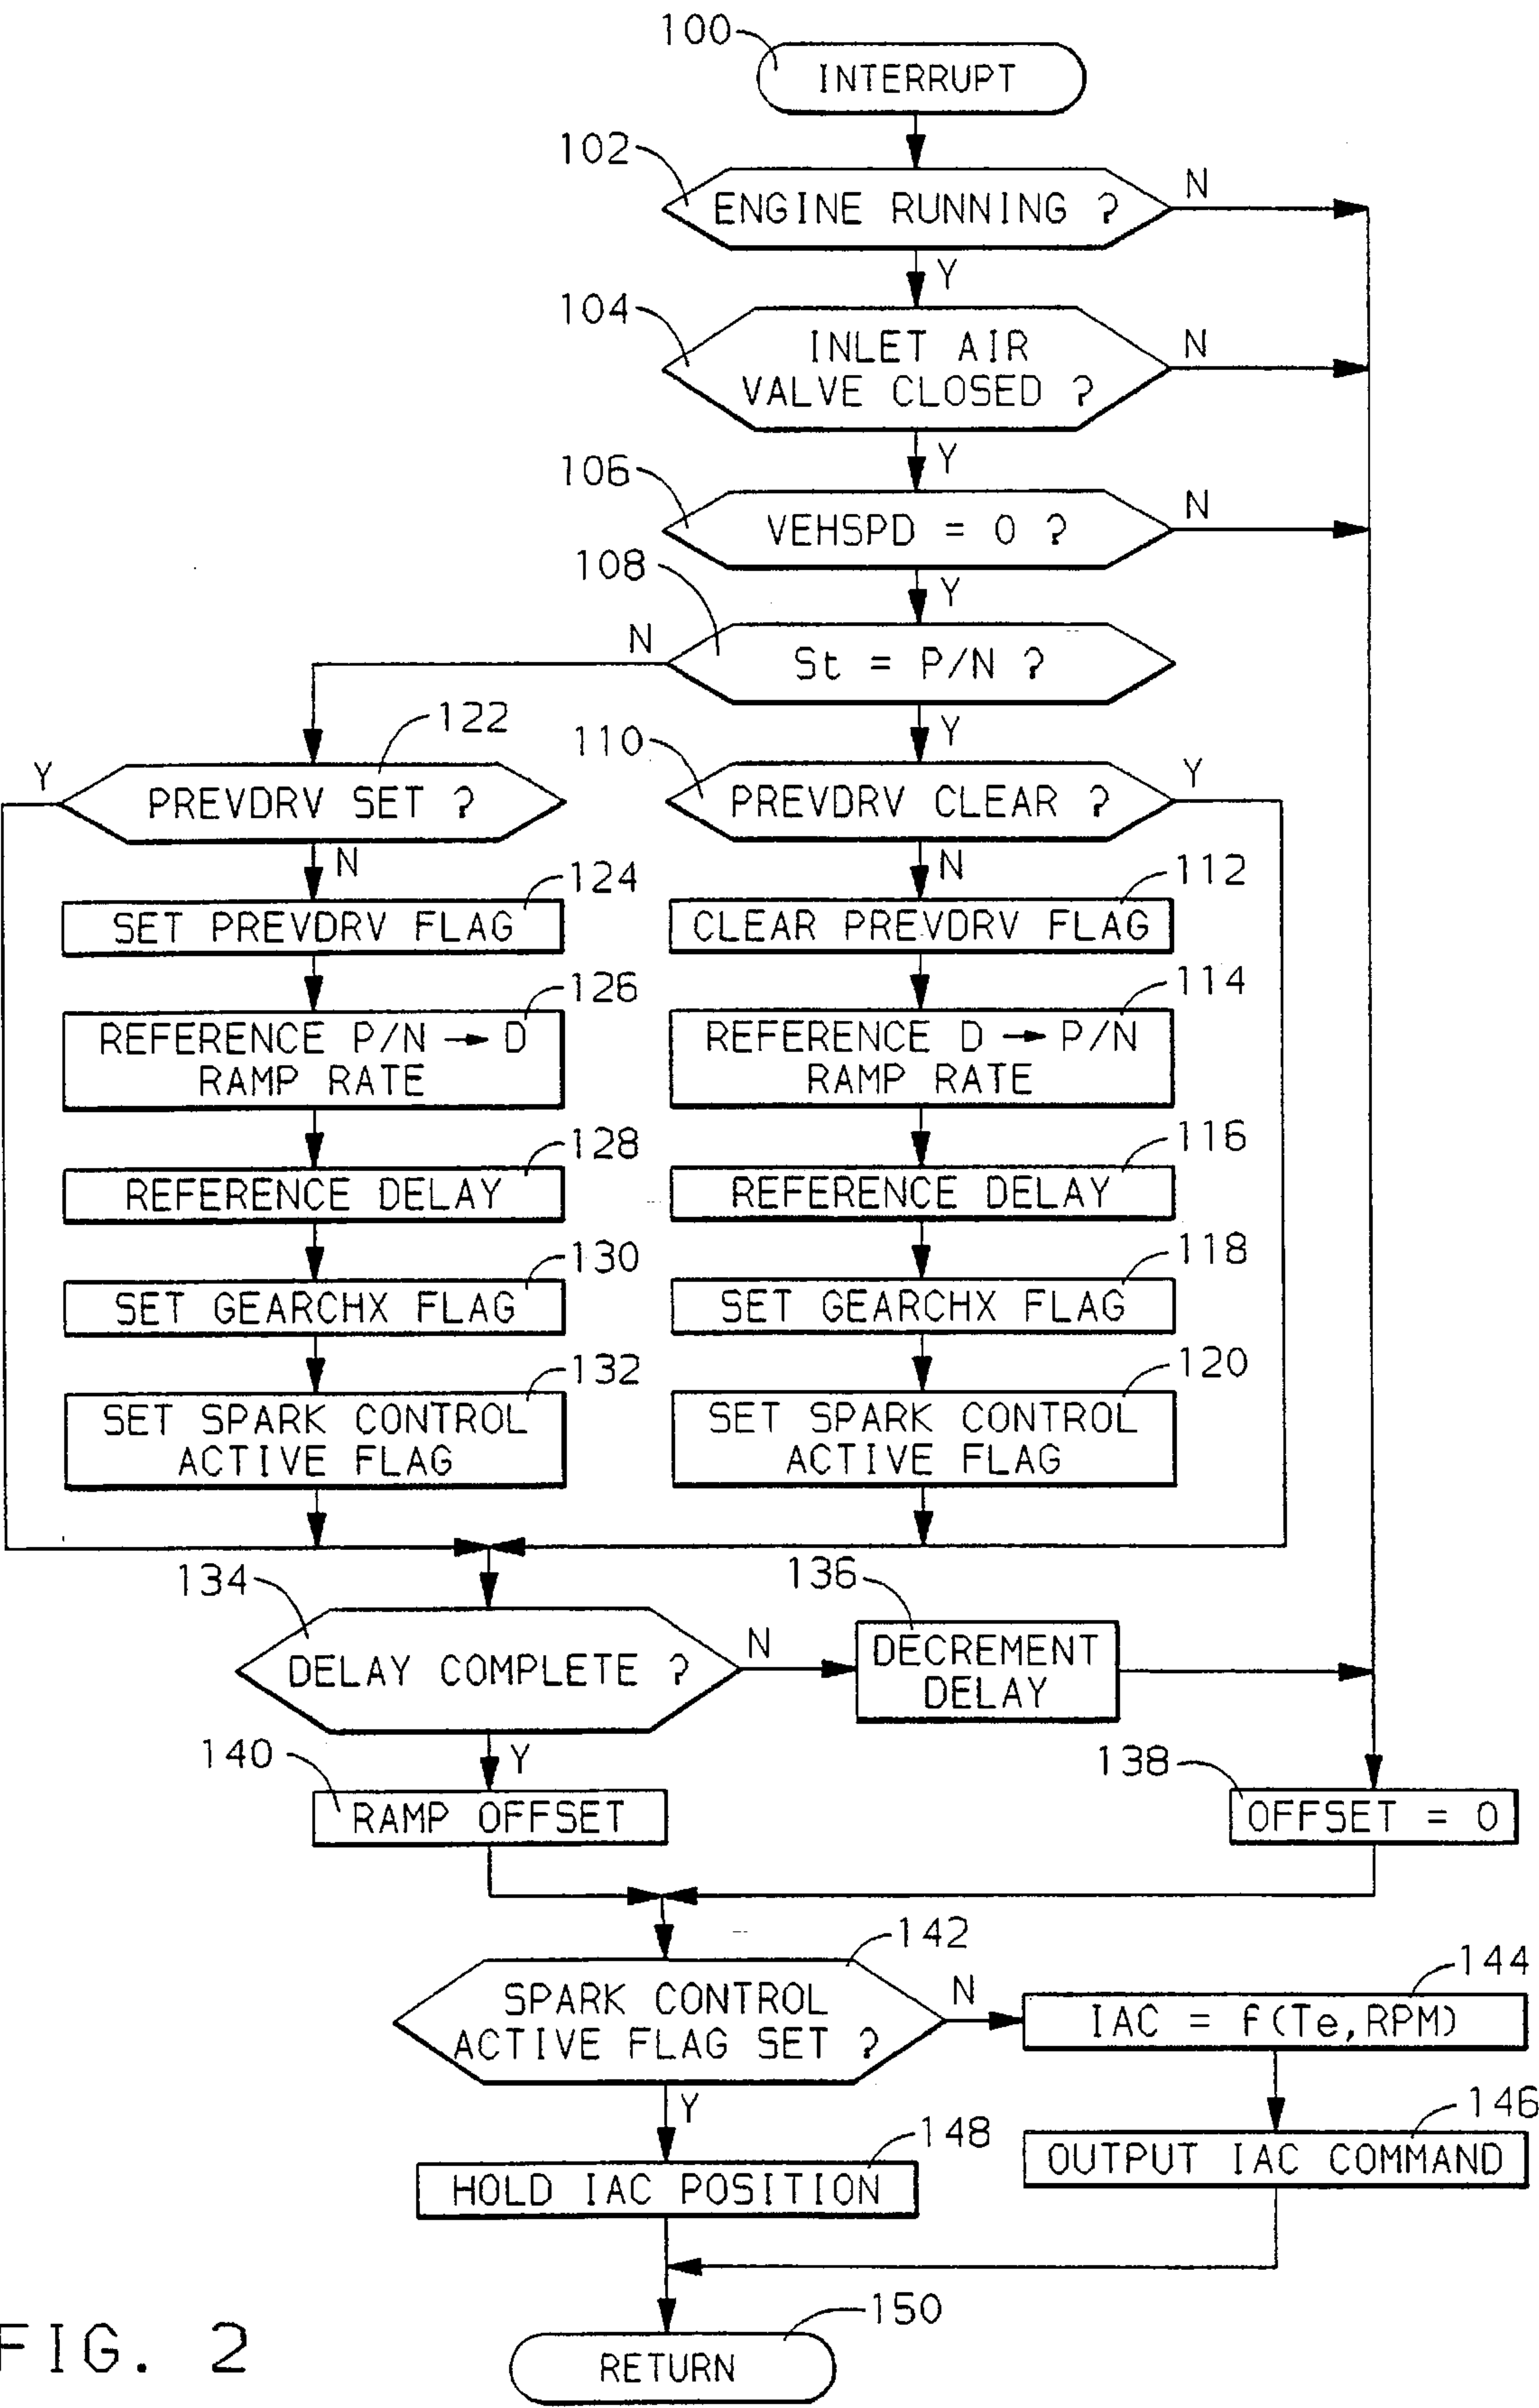 100
INTERRUPT
102
ENGINE RUNNING ?
N
Y
104
INLET AIR
VALVE CLOSED ?
N
Y
106
VEHSPD = 0 ?
N
Y
108
St = P/N ?
N
Y
122
PREVDRV SET ?
Y
N
110
PREVDRV CLEAR ?
Y
N
124
SET PREVDRV FLAG
112
CLEAR PREVDRV FLAG
126
REFERENCE P/N → D
RAMP RATE
114
REFERENCE D → P/N
RAMP RATE
128
REFERENCE DELAY
116
REFERENCE DELAY
130
SET GEARCHX FLAG
118
SET GEARCHX FLAG
132
SET SPARK CONTROL
ACTIVE FLAG
120
SET SPARK CONTROL
ACTIVE FLAG
134
DELAY COMPLETE ?
N
Y
136
DECREMENT
DELAY
140
RAMP OFFSET
138
OFFSET = 0
142
SPARK CONTROL
ACTIVE FLAG SET ?
N
Y
144
IAC = f(Te,RPM)
146
OUTPUT IAC COMMAND
148
HOLD IAC POSITION
150
RETURN
FIG. 2